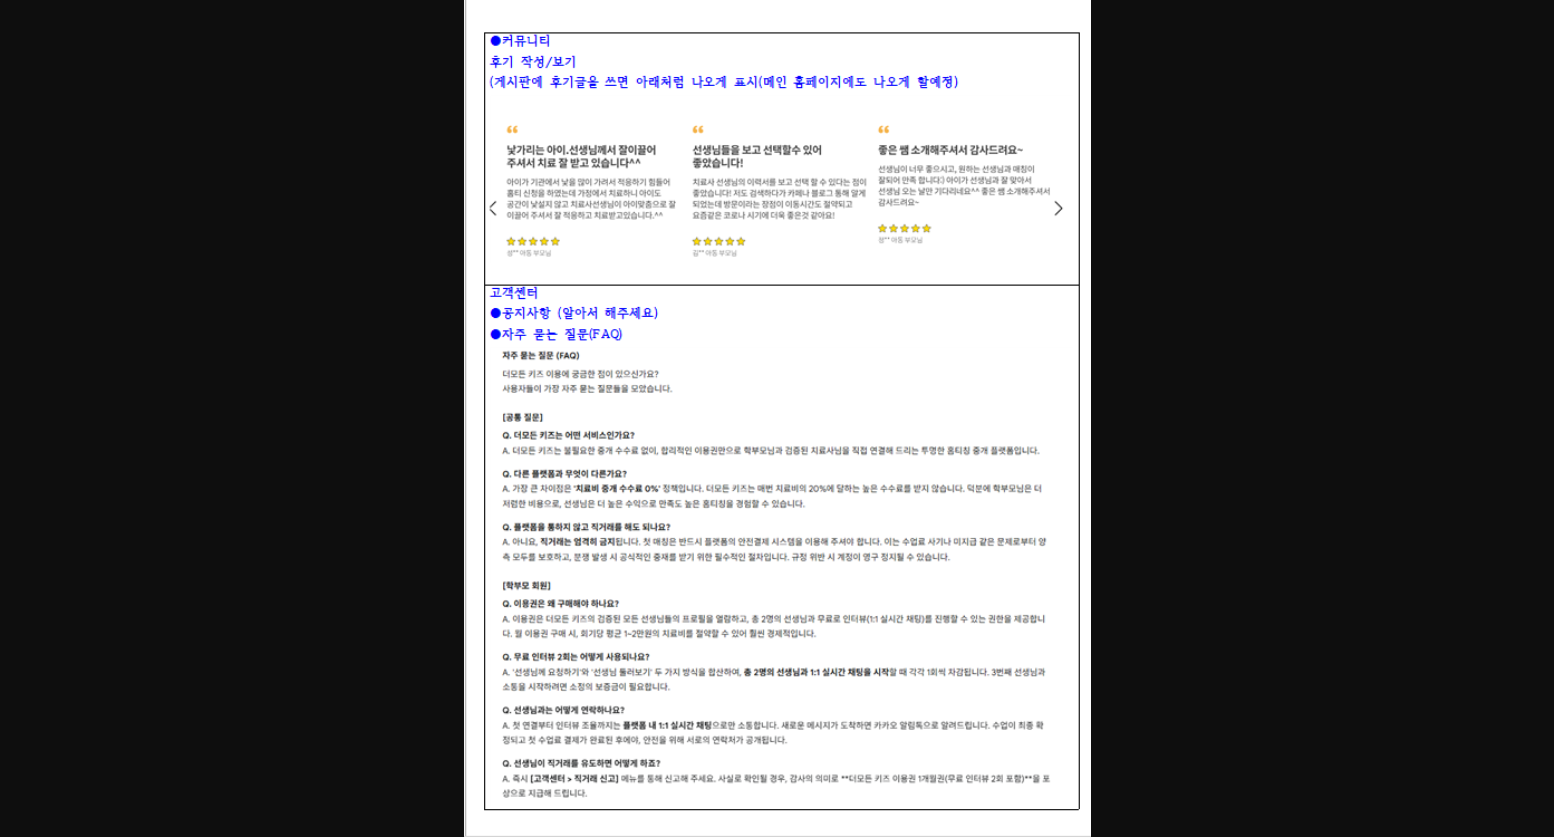 ●커뮤니티
후기 작성/보기
(게시판에 후기글을 쓰면 아래처럼 나오게 표시(메인 홈페이지에도 나오게 할예정)
“
낯가리는 아이.선생님께서 잘이끌어
주셔서 치료 잘 받고 있습니다^^
아이가 기관에서 낯을 많이 가려서 적응하기 힘들어
홈티 신청을 하였는데 가정에서 치료하니 아이도
공간이 낯설지 않고 치료사선생님이 아이맞춤으로 잘
이끌어 주셔서 잘 적응하고 치료받고있습니다.^^
★★★★★
성** 아동 부모님
“
선생님들을 보고 선택할수 있어
좋았습니다!
치료사 선생님의 이력서를 보고 선택 할 수 있다는 점이
좋았습니다! 저도 검색하다가 카페나 블로그 통해 알게
되었는데 방문이라는 장점이 이동시간도 절약되고
요즘같은 코로나 시기에 더욱 좋은것 같아요!
★★★★★
김** 아동 부모님
“
좋은 쌤 소개해주셔서 감사드려요~
선생님이 너무 좋으시고, 원하는 선생님과 매칭이
잘되어 만족 합니다:) 아이가 선생님과 잘 맞아서
선생님 오는 날만 기다리네요^^ 좋은 쌤 소개해주셔서
감사드려요~
★★★★★
정** 아동 부모님
고객센터
●공지사항 (알아서 해주세요)
●자주 묻는 질문(FAQ)
자주 묻는 질문 (FAQ)
더모든 키즈 이용에 궁금한 점이 있으신가요?
사용자들이 가장 자주 묻는 질문들을 모았습니다.
[공통 질문]
Q. 더모든 키즈는 어떤 서비스인가요?
A. 더모든 키즈는 불필요한 중개 수수료 없이, 합리적인 이용권만으로 학부모님과 검증된 치료사님을 직접 연결해 드리는 투명한 홈티칭 중개 플랫폼입니다.
Q. 다른 플랫폼과 무엇이 다른가요?
A. 가장 큰 차이점은 '치료비 중개 수수료 0%' 정책입니다. 더모든 키즈는 매번 치료비의 20%에 달하는 높은 수수료를 받지 않습니다. 덕분에 학부모님은 더
저렴한 비용으로, 선생님은 더 높은 수익으로 만족도 높은 홈티칭을 경험할 수 있습니다.
Q. 플랫폼을 통하지 않고 직거래를 해도 되나요?
A. 아니요, 직거래는 엄격히 금지됩니다. 첫 매칭은 반드시 플랫폼의 안전결제 시스템을 이용해 주셔야 합니다. 이는 수업료 사기나 미지급 같은 문제로부터 양
측 모두를 보호하고, 분쟁 발생 시 공식적인 중재를 받기 위한 필수적인 절차입니다. 규정 위반 시 계정이 영구 정지될 수 있습니다.
[학부모 회원]
Q. 이용권은 왜 구매해야 하나요?
A. 이용권은 더모든 키즈의 검증된 모든 선생님들의 프로필을 열람하고, 총 2명의 선생님과 무료로 인터뷰(1:1 실시간 채팅)를 진행할 수 있는 권한을 제공합니
다. 월 이용권 구매 시, 회기당 평균 1~2만원의 치료비를 절약할 수 있어 훨씬 경제적입니다.
Q. 무료 인터뷰 2회는 어떻게 사용되나요?
A. '선생님께 요청하기'와 '선생님 둘러보기' 두 가지 방식을 합산하여, 총 2명의 선생님과 1:1 실시간 채팅을 시작할 때 각각 1회씩 차감됩니다. 3번째 선생님과
소통을 시작하려면 소정의 보증금이 필요합니다.
Q. 선생님과는 어떻게 연락하나요?
A. 첫 연결부터 인터뷰 조율까지는 플랫폼 내 1:1 실시간 채팅으로만 소통합니다. 새로운 메시지가 도착하면 카카오 알림톡으로 알려드립니다. 수업이 최종 확
정되고 첫 수업료 결제가 완료된 후에야, 안전을 위해 서로의 연락처가 공개됩니다.
Q. 선생님이 직거래를 유도하면 어떻게 하죠?
A. 즉시 [고객센터 > 직거래 신고] 메뉴를 통해 신고해 주세요. 사실로 확인될 경우, 감사의 의미로 **더모든 키즈 이용권 1개월권(무료 인터뷰 2회 포함)**을 포
상으로 지급해 드립니다.